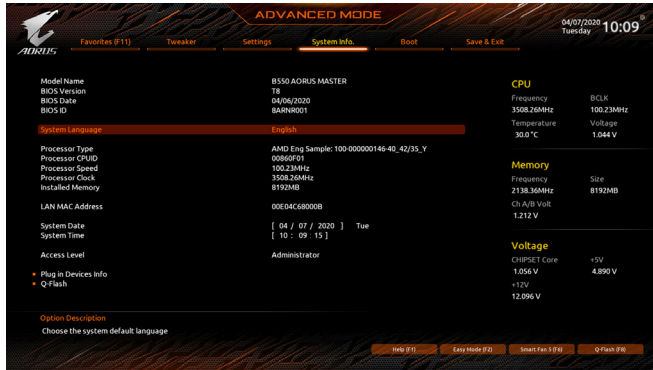 ADVANCED MODE
04/07/2020 Tuesday 10:09
AORUS
Favorites (F11) Tweaker Settings System Info. Boot Save & Exit
Model Name B550 AORUS MASTER
BIOS Version T8
BIOS Date 04/06/2020
BIOS ID 8ARNR001
System Language English
Processor Type AMD Eng Sample: 100-000000146-40_42/35_Y
Processor CPUID 00860F01
Processor Speed 100.23MHz
Processor Clock 3508.26MHz
Installed Memory 8192MB
LAN MAC Address 00E04C68000B
System Date [ 04 / 07 / 2020 ] Tue
System Time [ 10 : 09 : 15 ]
Access Level Administrator
Plug in Devices Info
Q-Flash
CPU
Frequency BCLK
3508.26MHz 100.23MHz
Temperature Voltage
30.0 °C 1.044 V
Memory
Frequency Size
2138.36MHz 8192MB
Ch A/B Volt
1.212 V
Voltage
CHIPSET Core +5V
1.056 V 4.890 V
+12V
12.096 V
Option Description
Choose the system default language
Help (F1) Easy Mode (F2) Smart Fan 5 (F6) Q-Flash (F8)